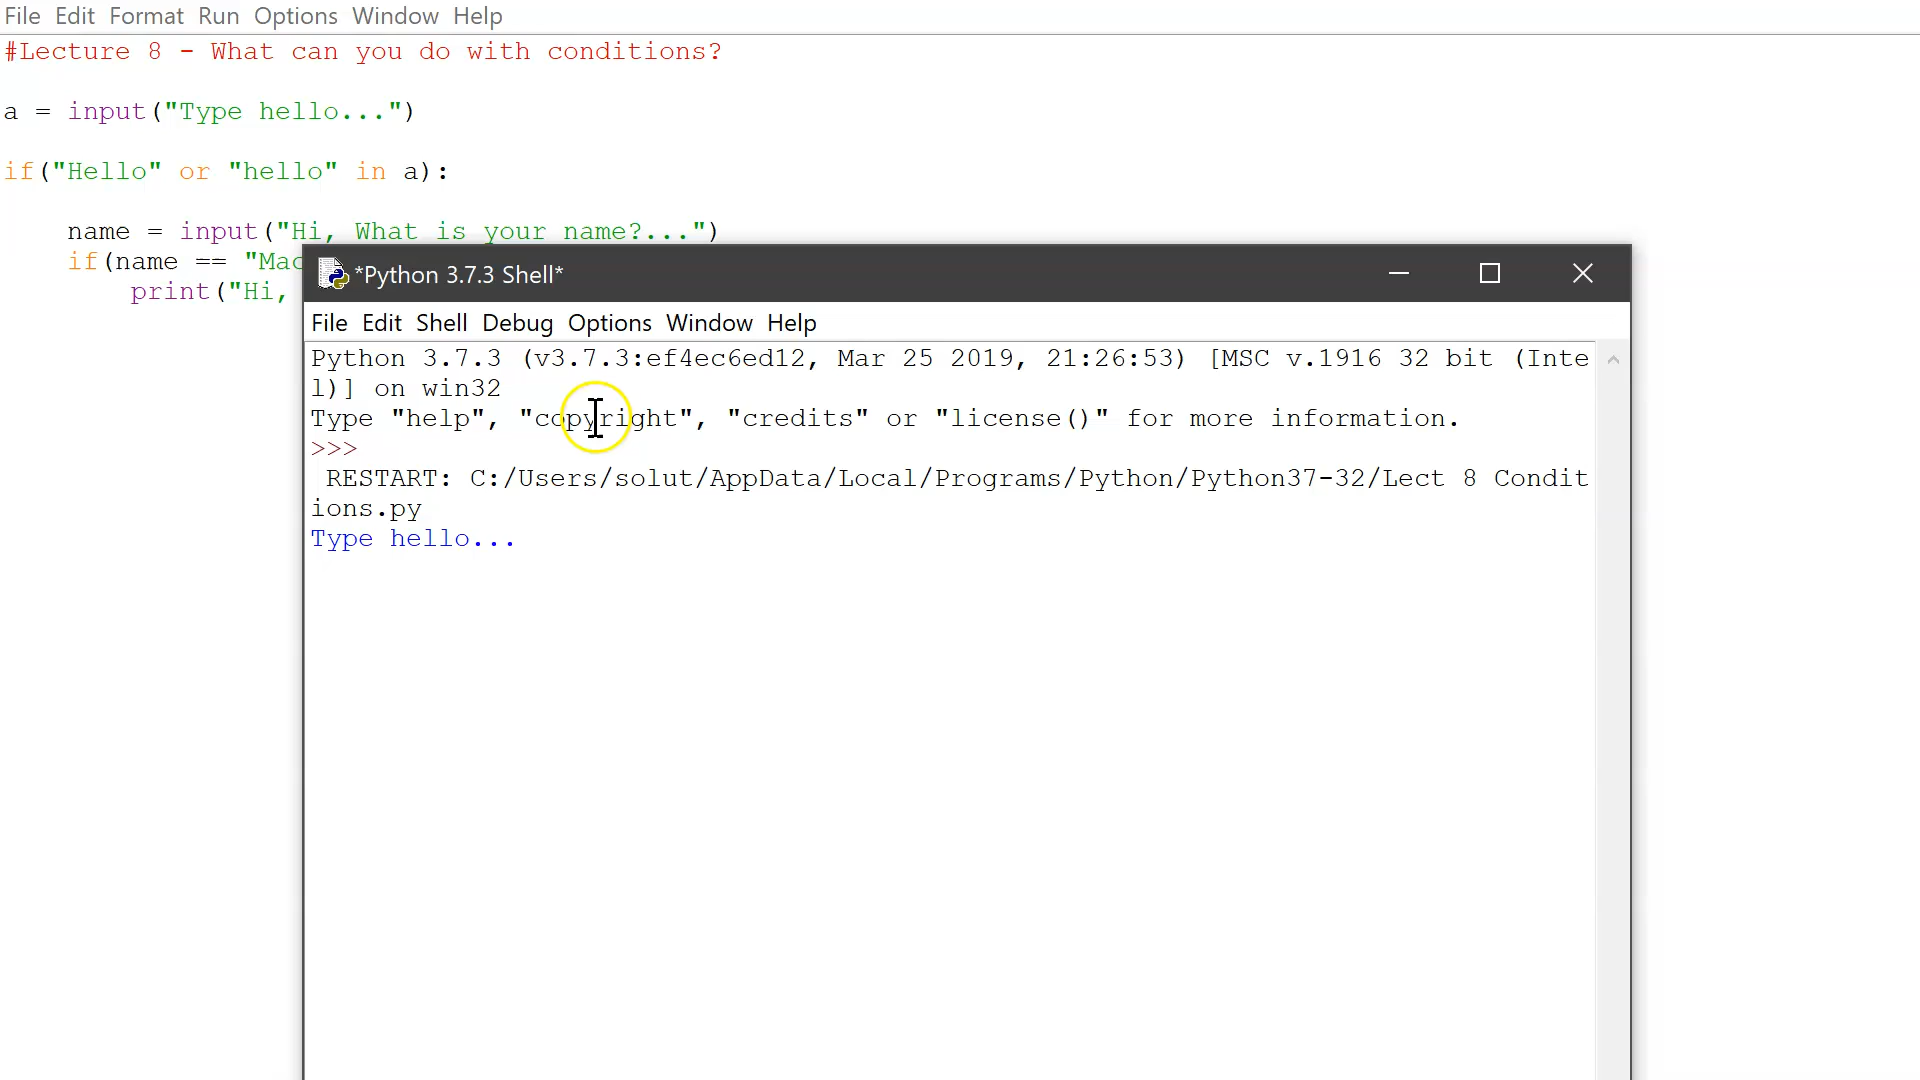 File Edit Format Run Options Window Help
#Lecture 8 - What can you do with conditions?
a = input("Type hello...")
if("Hello" or "hello" in a):
name = input("Hi, What is your name?...")
if(name == "Mac
print("Hi,
*Python 3.7.3 Shell*
File Edit Shell Debug Options Window Help
Python 3.7.3 (v3.7.3:ef4ec6ed12, Mar 25 2019, 21:26:53) [MSC v.1916 32 bit (Inte
l)] on win32
Type "help", "copyright", "credits" or "license()" for more information.
>>>
RESTART: C:/Users/solut/AppData/Local/Programs/Python/Python37-32/Lect 8 Condit
ions.py
Type hello...